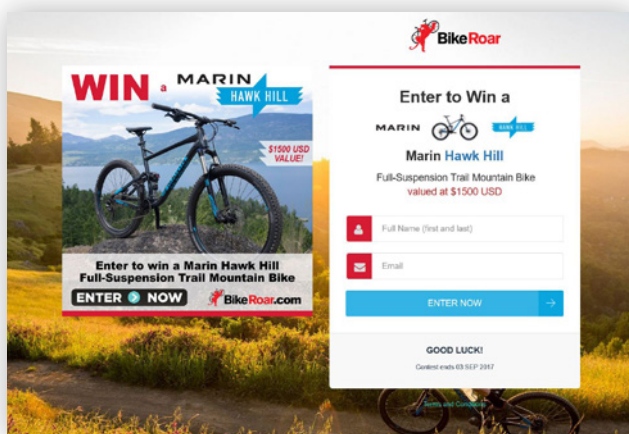 WIN a MARIN
HAWK HILL
$1500 USD
VALUE!
Enter to win a Marin Hawk Hill
Full-Suspension Trail Mountain Bike
ENTER NOW BikeRoar.com
BikeRoar
Enter to Win a
MARIN HAWK HILL
Marin Hawk Hill
Full-Suspension Trail Mountain Bike
valued at $1500 USD
Full Name (first and last)
Email
ENTER NOW
GOOD LUCK!
Contest ends 03 SEP 2017
Terms and Conditions